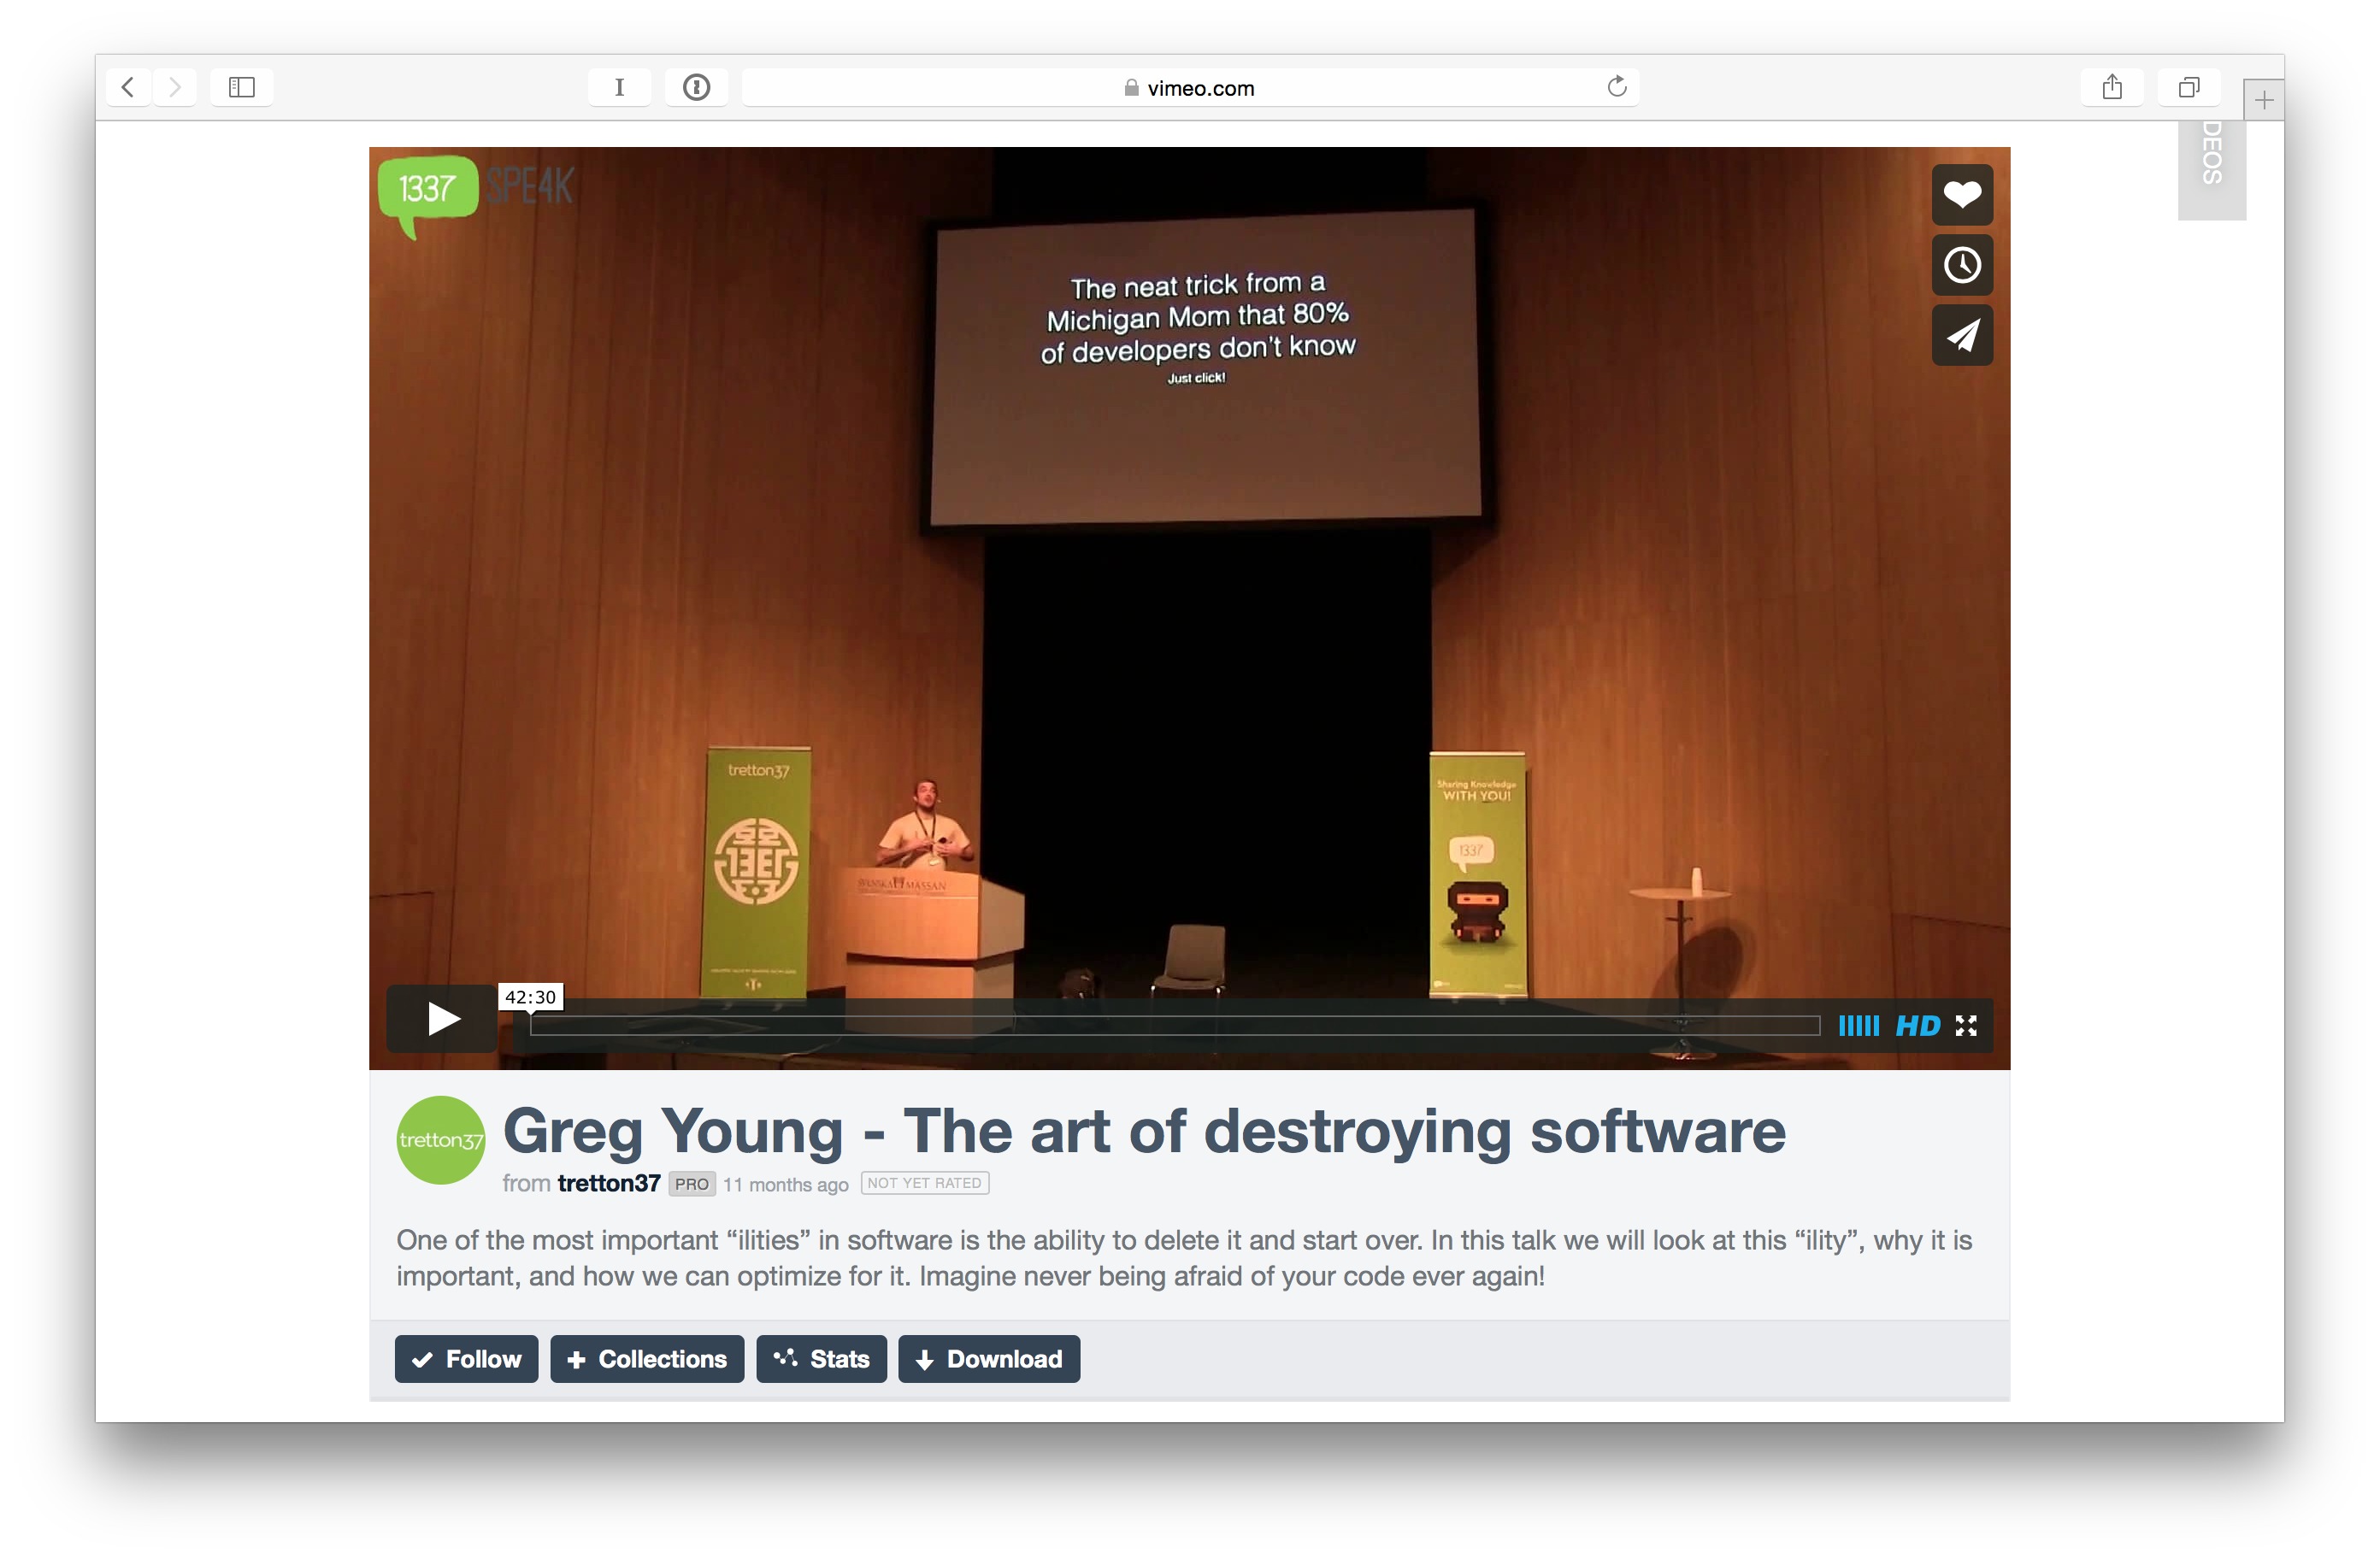 vimeo.com
DEOS
1337 SPE4K
The neat trick from a
Michigan Mom that 80%
of developers don't know
Just click!
tretton37
1337
SVENSKA MÄSSAN
Sharing Knowledge
WITH YOU!
1337
42:30
HD
tretton37
Greg Young - The art of destroying software
from tretton37 PRO 11 months ago NOT YET RATED
One of the most important “ilities” in software is the ability to delete it and start over. In this talk we will look at this “ility”, why it is
important, and how we can optimize for it. Imagine never being afraid of your code ever again!
Follow
Collections
Stats
Download